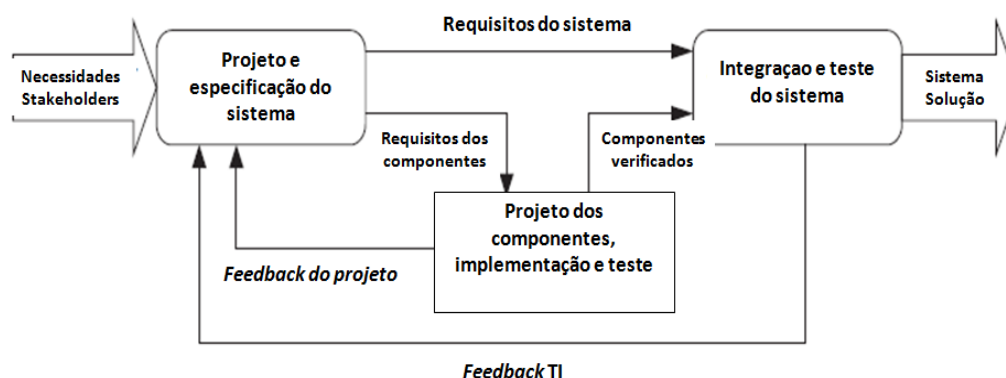 Requisitos do sistema
Necessidades
Stakeholders
Projeto e
especificação do
sistema
Integraçao e teste
do sistema
Sistema
Solução
Requisitos dos
componentes
Componentes
verificados
Projeto dos
componentes,
implementação e teste
Feedback do projeto
Feedback TI